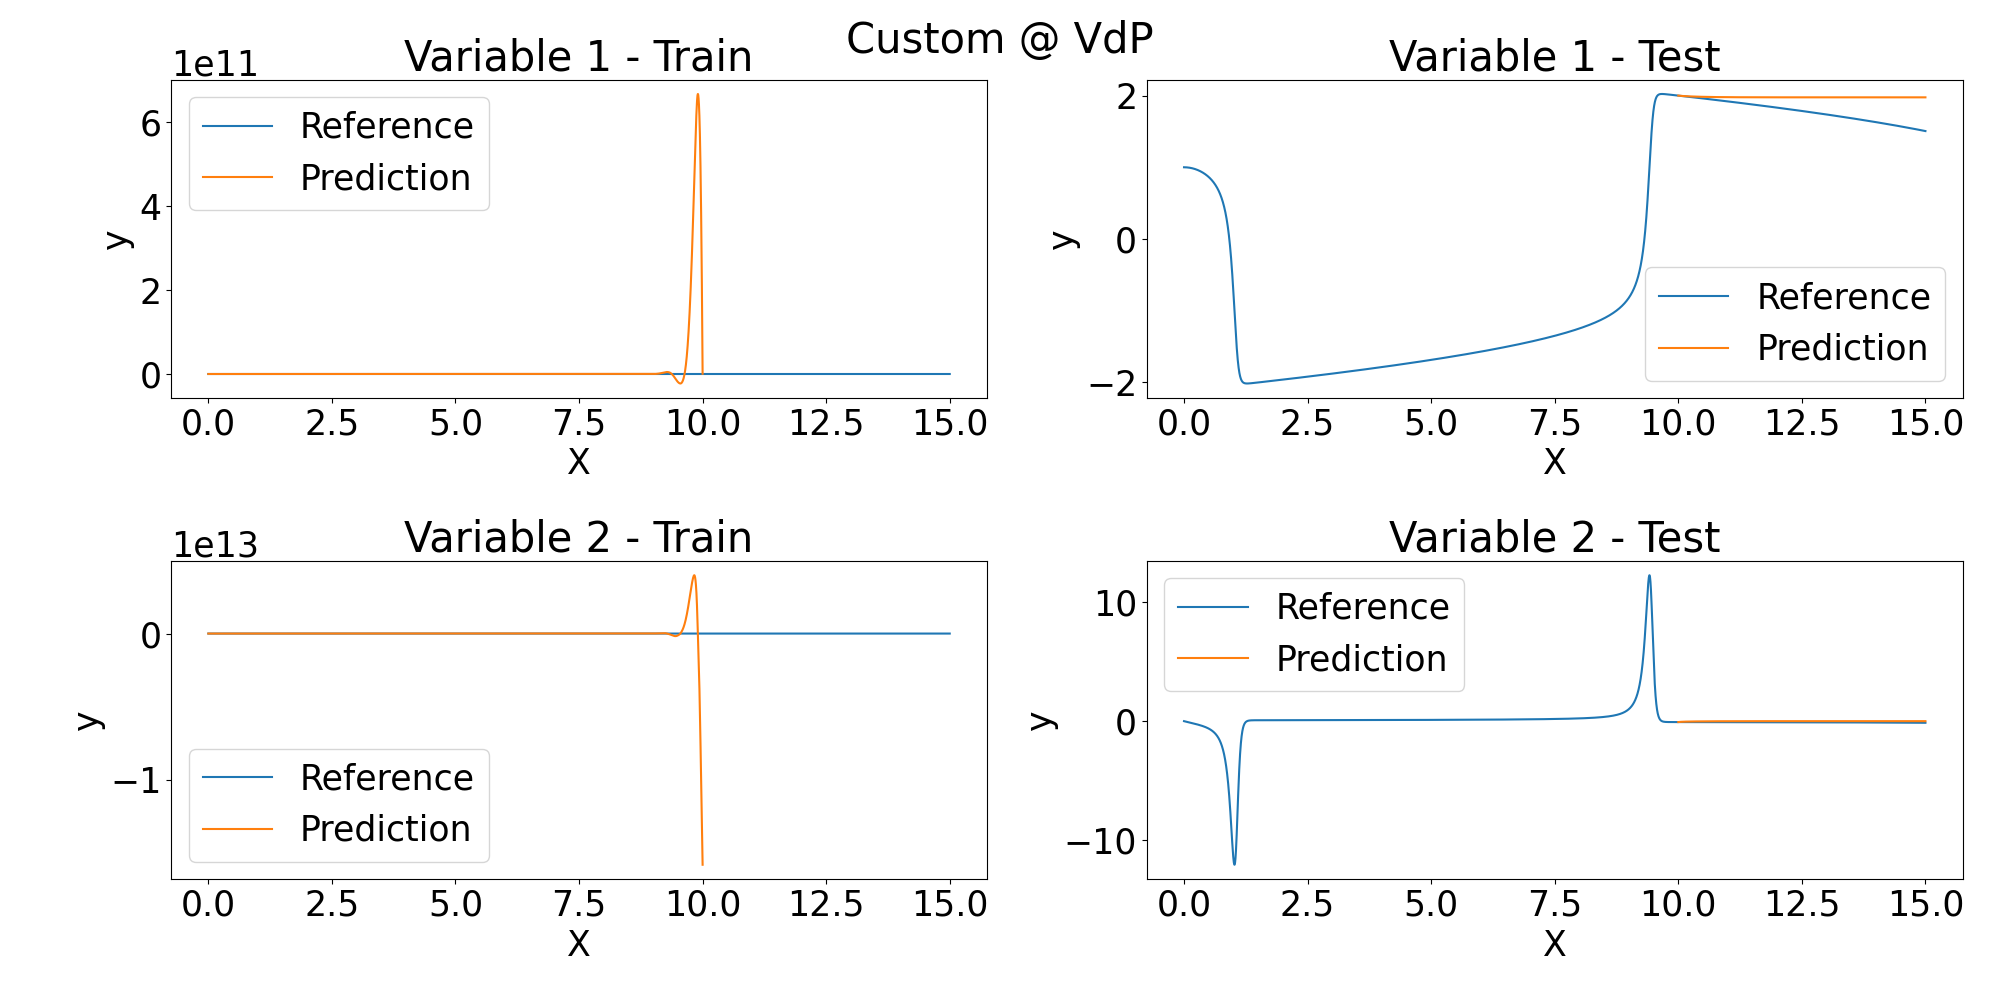 Custom @ VdP
Variable 1 - Train
1e11
6
4
2
0
y
Reference
Prediction
0.0 2.5 5.0 7.5 10.0 12.5 15.0
X
Variable 1 - Test
2
0
−2
y
Reference
Prediction
0.0 2.5 5.0 7.5 10.0 12.5 15.0
X
Variable 2 - Train
1e13
0
−1
y
Reference
Prediction
0.0 2.5 5.0 7.5 10.0 12.5 15.0
X
Variable 2 - Test
10
0
−10
y
Reference
Prediction
0.0 2.5 5.0 7.5 10.0 12.5 15.0
X